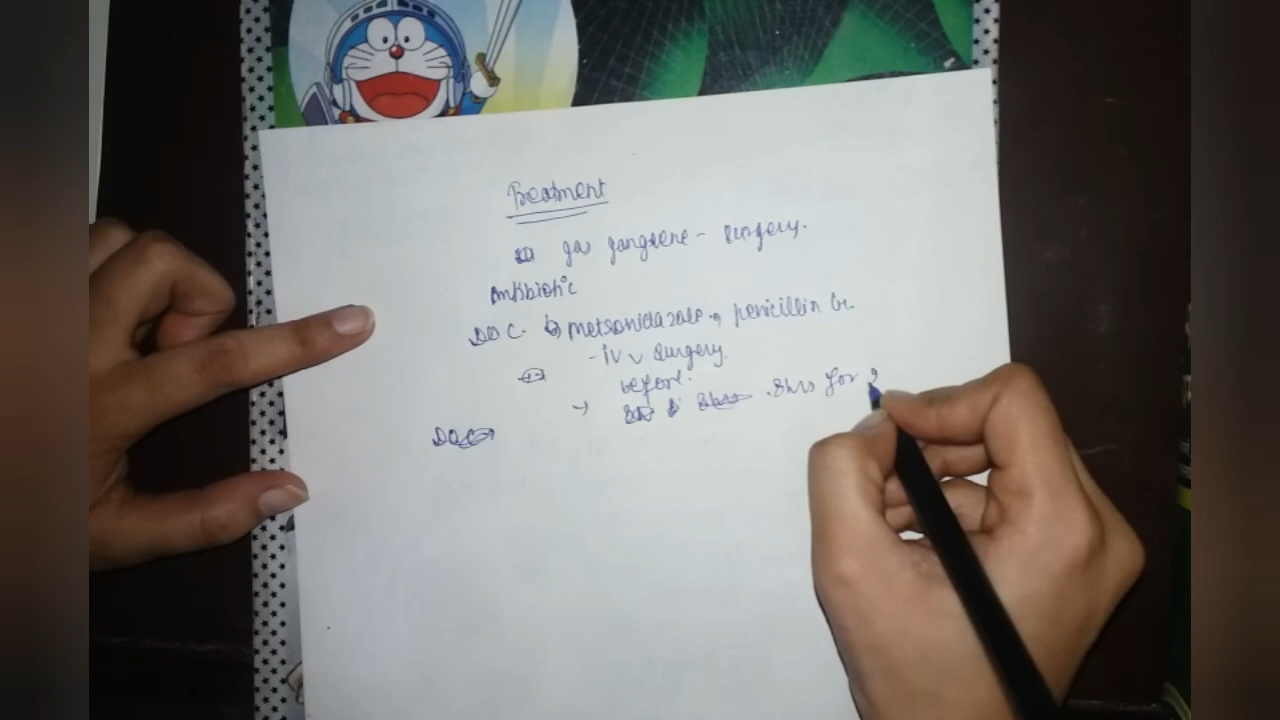 Treatment
gas gangrene - surgery.
Antibiotic
DOC. metronidazole, penicillin G.
- IV surgery.
before.
→ 8hrs for